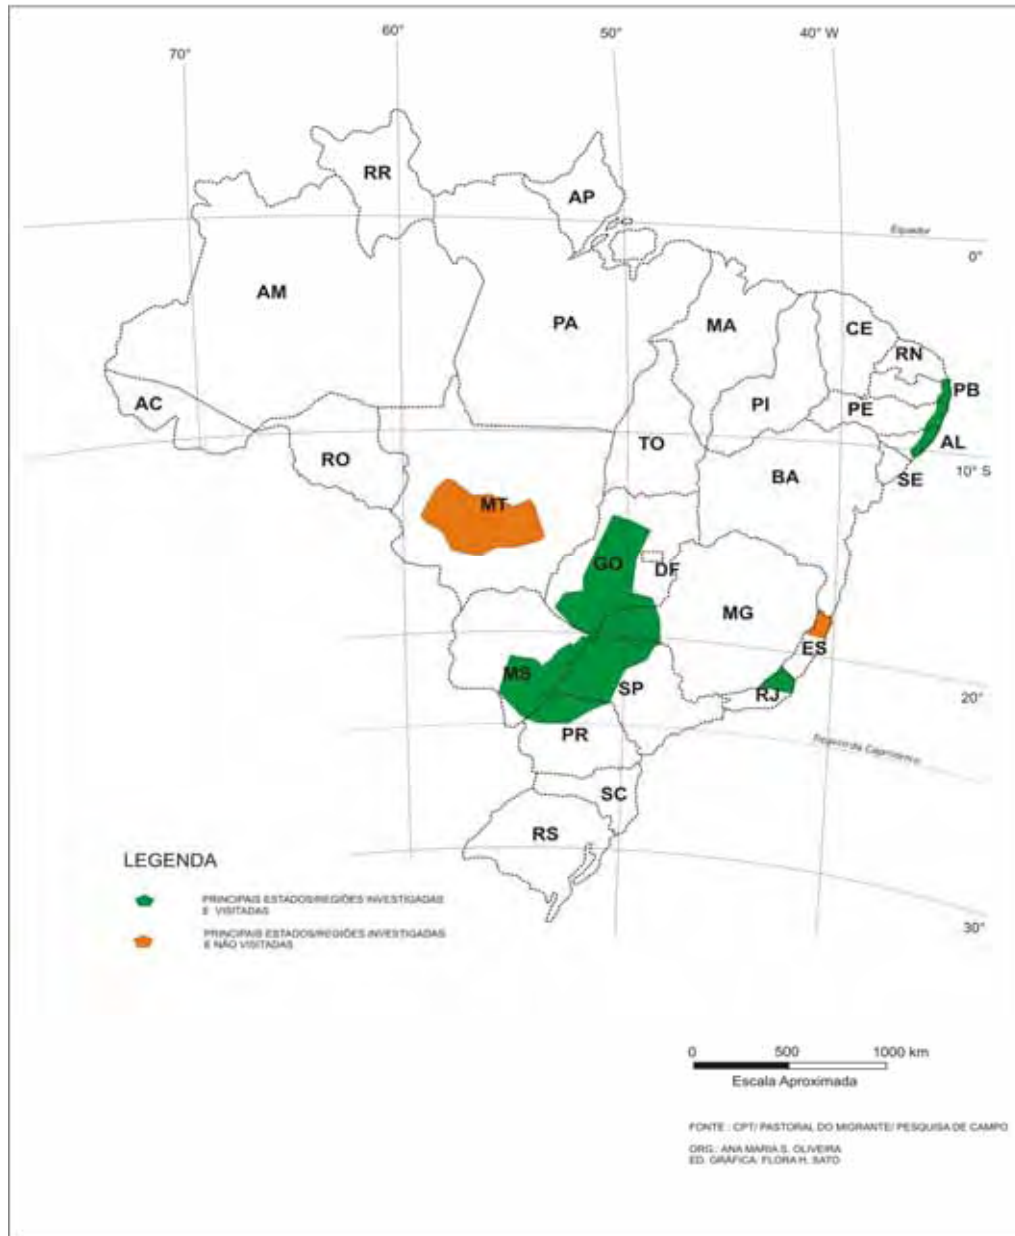 70°
60°
50°
40° W
RR
AP
Equador
0°
AM
PA
MA
CE
RN
PB
AC
PI
PE
AL
TO
10° S
RO
BA
SE
MT
GO
DF
MG
ES
MS
SP
RJ
20°
PR
SC
RS
30°
LEGENDA
PRINCIPAIS ESTADOS/REGIÕES INVESTIGADAS
E VISITADAS
PRINCIPAIS ESTADOS/REGIÕES INVESTIGADAS
E NÃO VISITADAS
0 500 1000 km
Escala Aproximada
FONTE : CPT/ PASTORAL DO MIGRANTE/ PESQUISA DE CAMPO
ORG.: ANA MARIA S. OLIVEIRA
ED. GRÁFICA: FLORA H. SATO